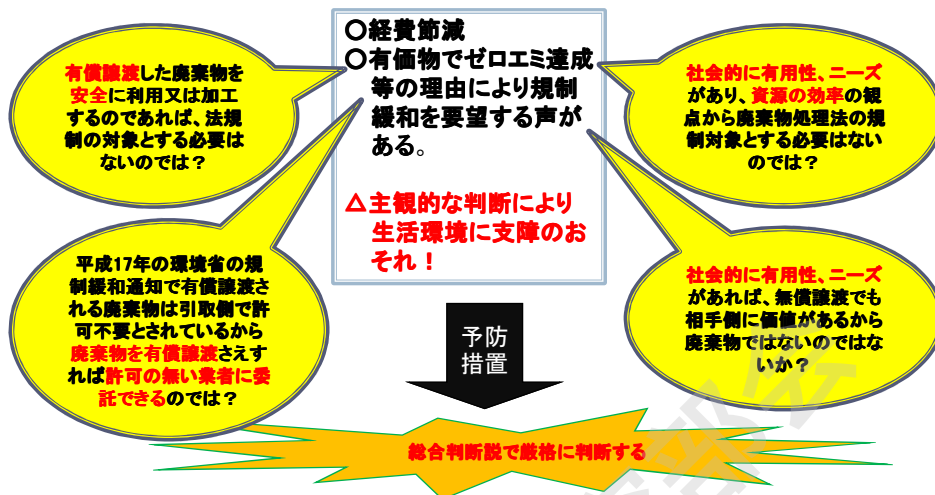 〇経費節減
〇有価物でゼロエミ達成
等の理由により規制
緩和を要望する声が
ある。
△主観的な判断により
生活環境に支障のお
それ！
有償譲渡した廃棄物を
安全に利用又は加工
するのであれば、法規
制の対象とする必要は
ないのでは？
社会的に有用性、ニーズ
があり、資源の効率の観
点から廃棄物処理法の規
制対象とする必要はない
のでは？
平成17年の環境省の規
制緩和通知で有償譲渡さ
れる廃棄物は引取側で許
可不要とされているから
廃棄物を有償譲渡さえす
れば許可の無い業者に委
託できるのでは？
社会的に有用性、ニーズ
があれば、無償譲渡でも
相手側に価値があるから
廃棄物ではないのではな
いか？
予防
措置
総合判断説で厳格に判断する
部会